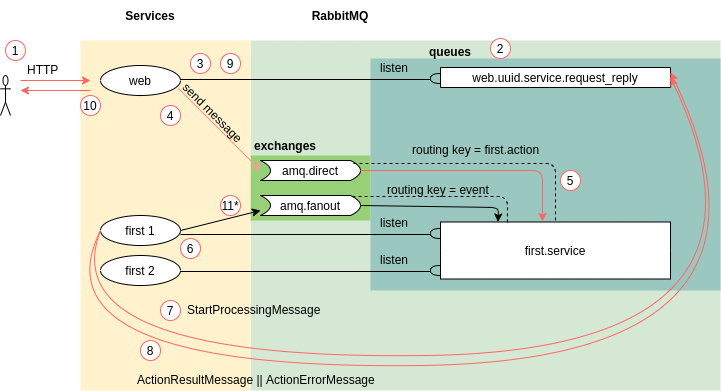 Services
RabbitMQ
1
queues
2
HTTP
3
9
listen
web
web.uuid.service.request_reply
10
4
send message
exchanges
routing key = first.action
amq.direct
5
routing key = event
11*
amq.fanout
first 1
listen
6
first.service
first 2
listen
7
StartProcessingMessage
8
ActionResultMessage || ActionErrorMessage